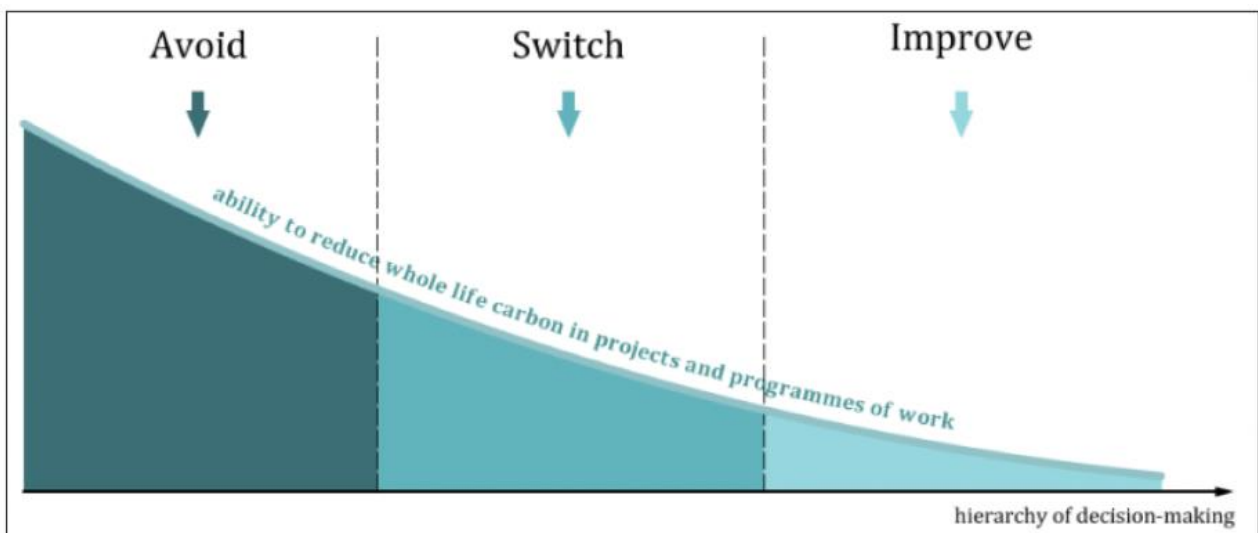 Avoid
Switch
Improve
ability to reduce whole life carbon in projects and programmes of work
hierarchy of decision-making